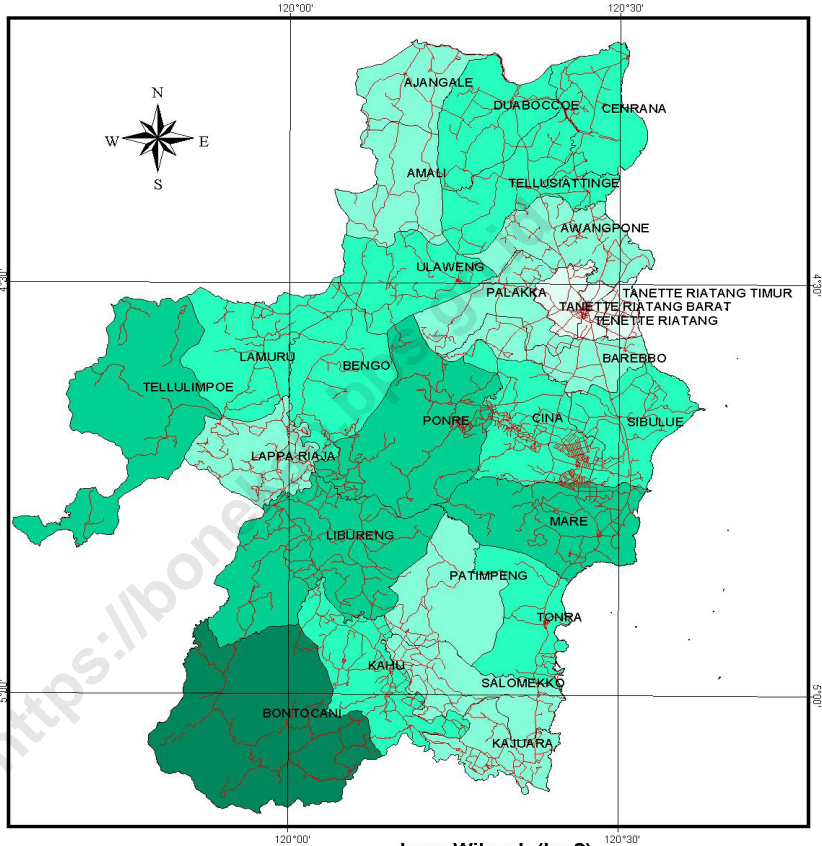 120°00'
120°30'
N
W
E
S
AJANGALE
DUABOCCOE
CENRANA
AMALI
TELLUSIATTINGE
AWANGPONE
ULAWENG
4°30'
4°30'
PALAKKA
TANETTE RIATANG TIMUR
TANETTE RIATANG BARAT
TENETTE RIATANG
LAMURU
BENGO
BAREBBO
TELLULIMPOE
PONRE
CINA
SIBULUE
LAPPA RIAJA
MARE
LIBURENG
PATIMPENG
TONRA
KAHU
SALOMEKKO
5°00'
5°00'
BONTOCANI
KAJUARA
120°00'
120°30'